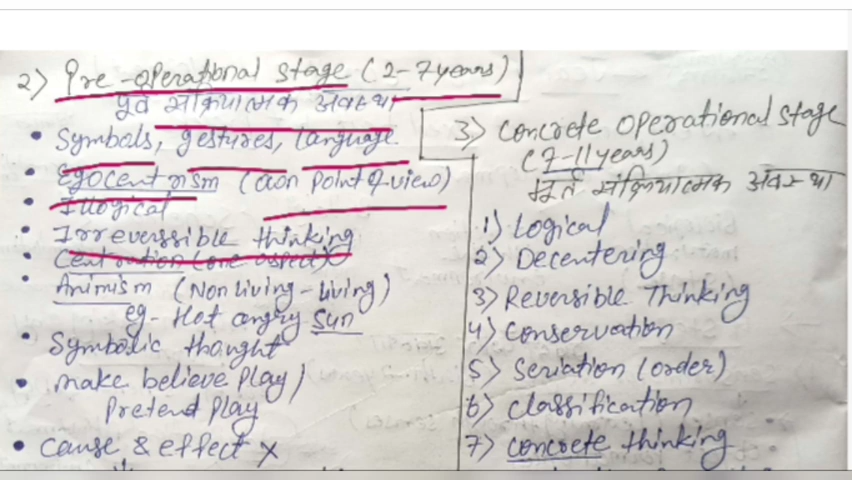 2) Pre-operational stage (2-7 years)
पूर्व संक्रियात्मक अवस्था
• Symbols, gestures, language
• Egocentrism (own point of view)
• Illogical
• Irreverssible thinking
• Centration (one aspect)
• Animism (Non living - living)
eg- Hot angry sun
• Symbolic thought
• make believe play /
Pretend play
• cause & effect ×
3) Concrete operational stage
(7-11 years)
मूर्त संक्रियात्मक अवस्था
1) Logical
2) Decentering
3) Reversible Thinking
4) Conservation
5) Seriation (order)
6) Classification
7) concrete thinking